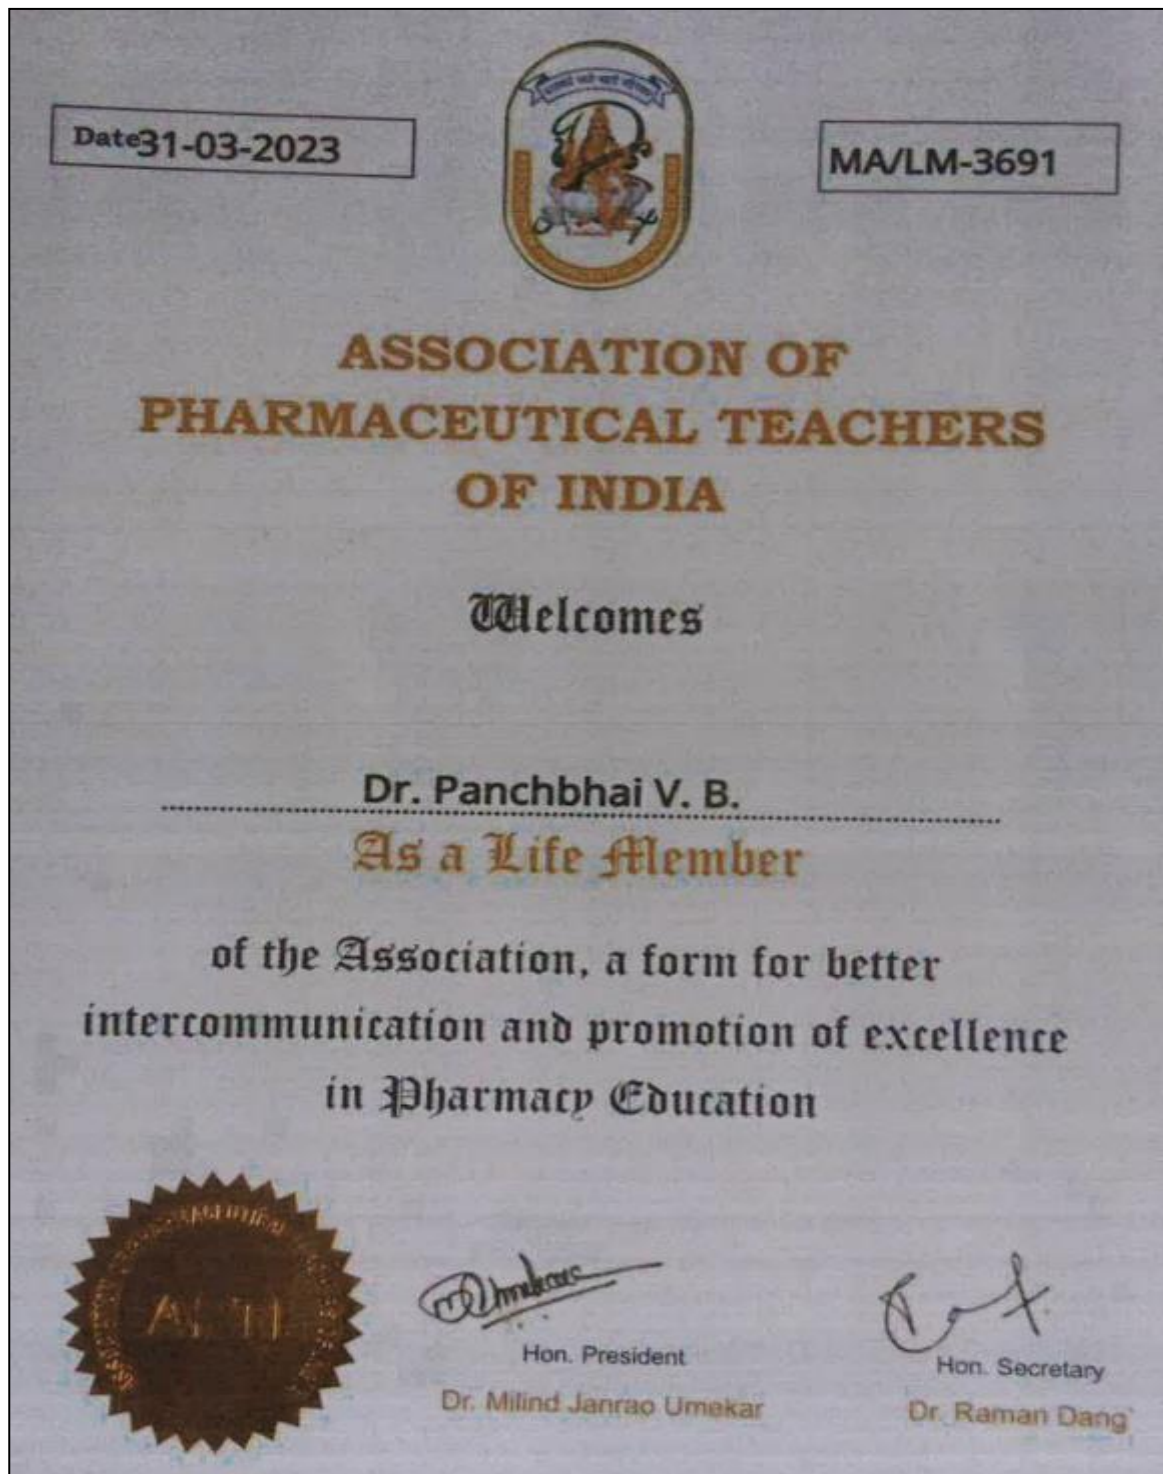 Date31-03-2023
MA/LM-3691
ASSOCIATION OF
PHARMACEUTICAL TEACHERS
OF INDIA
Welcomes
Dr. Panchbhai V. B.
As a Life Member
of the Association, a form for better
intercommunication and promotion of excellence
in Pharmacy Education
Hon. President
Dr. Milind Janrao Umekar
Hon. Secretary
Dr. Raman Dang